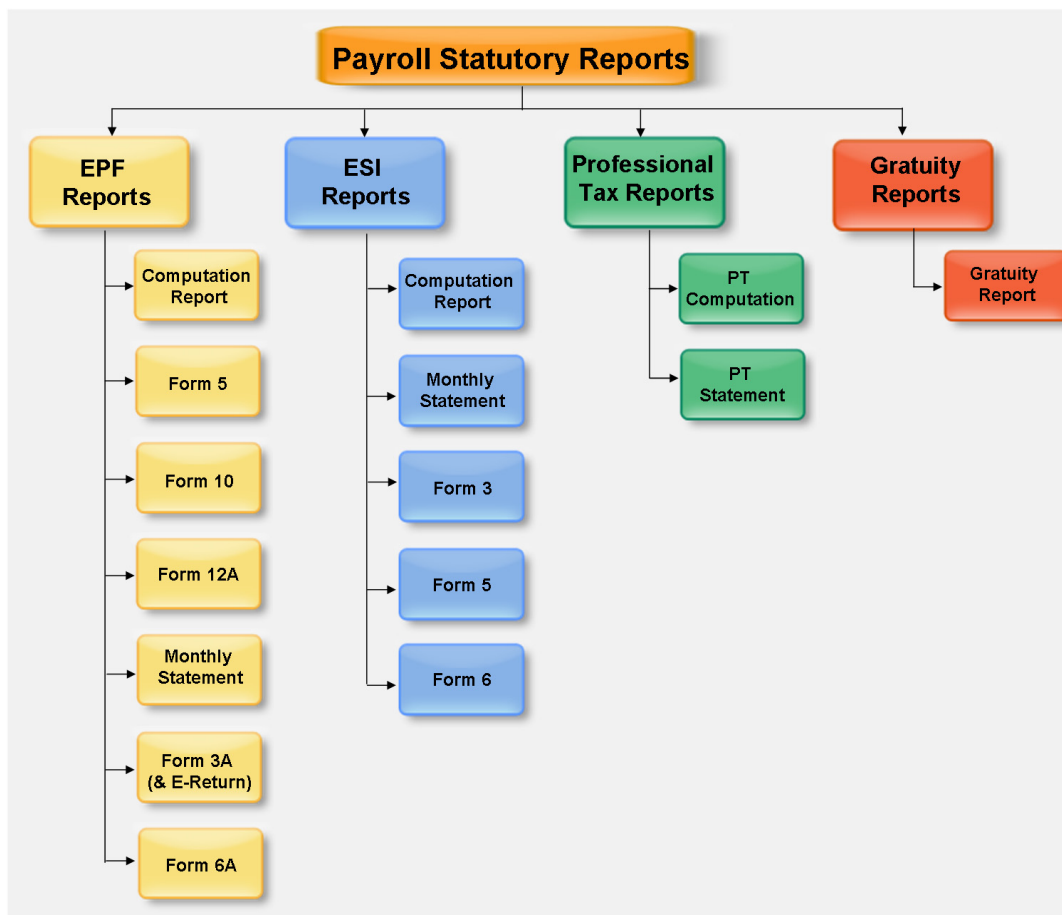 Payroll Statutory Reports
EPF
Reports
Computation
Report
Form 5
Form 10
Form 12A
Monthly
Statement
Form 3A
(& E-Return)
Form 6A
ESI
Reports
Computation
Report
Monthly
Statement
Form 3
Form 5
Form 6
Professional
Tax Reports
PT
Computation
PT
Statement
Gratuity
Reports
Gratuity
Report